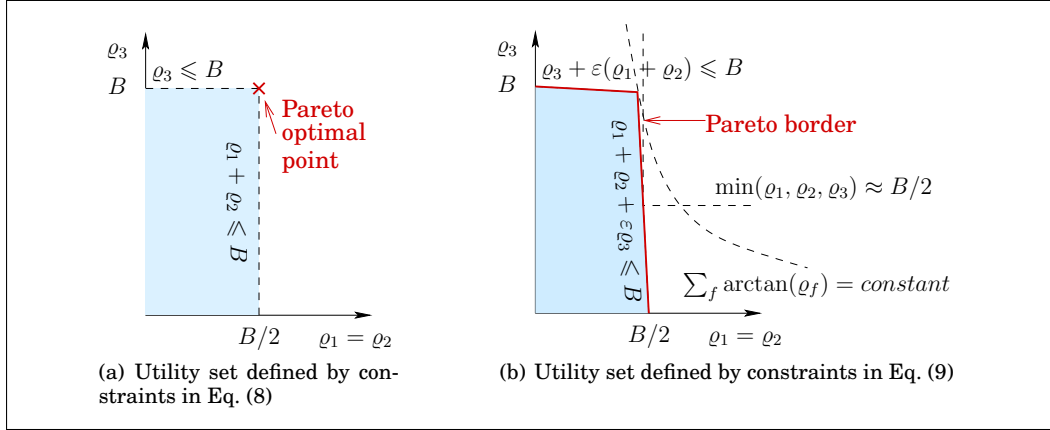 ϱ3
B
ϱ3 ⩽ B
Pareto
optimal
point
ϱ1 + ϱ2 ⩽ B
B/2
ϱ1 = ϱ2
(a) Utility set defined by con-
straints in Eq. (8)
ϱ3
B
ϱ3 + ε(ϱ1 + ϱ2) ⩽ B
Pareto border
ϱ1 + ϱ2 + εϱ3 ⩽ B
min(ϱ1, ϱ2, ϱ3) ≈ B/2
∑f arctan(ϱf) = constant
B/2
ϱ1 = ϱ2
(b) Utility set defined by constraints in Eq. (9)